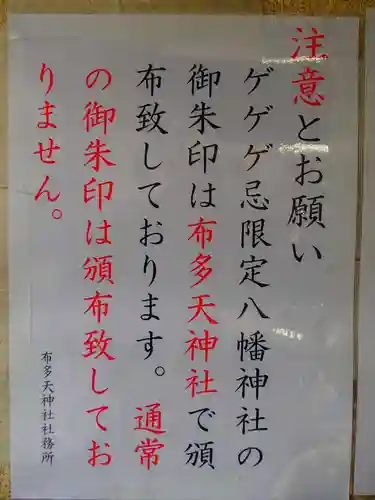 注意とお願い
ゲゲゲ忌限定八幡神社の
御朱印は布多天神社で頒
布致しております。通常
の御朱印は頒布致してお
りません。
布多天神社社務所